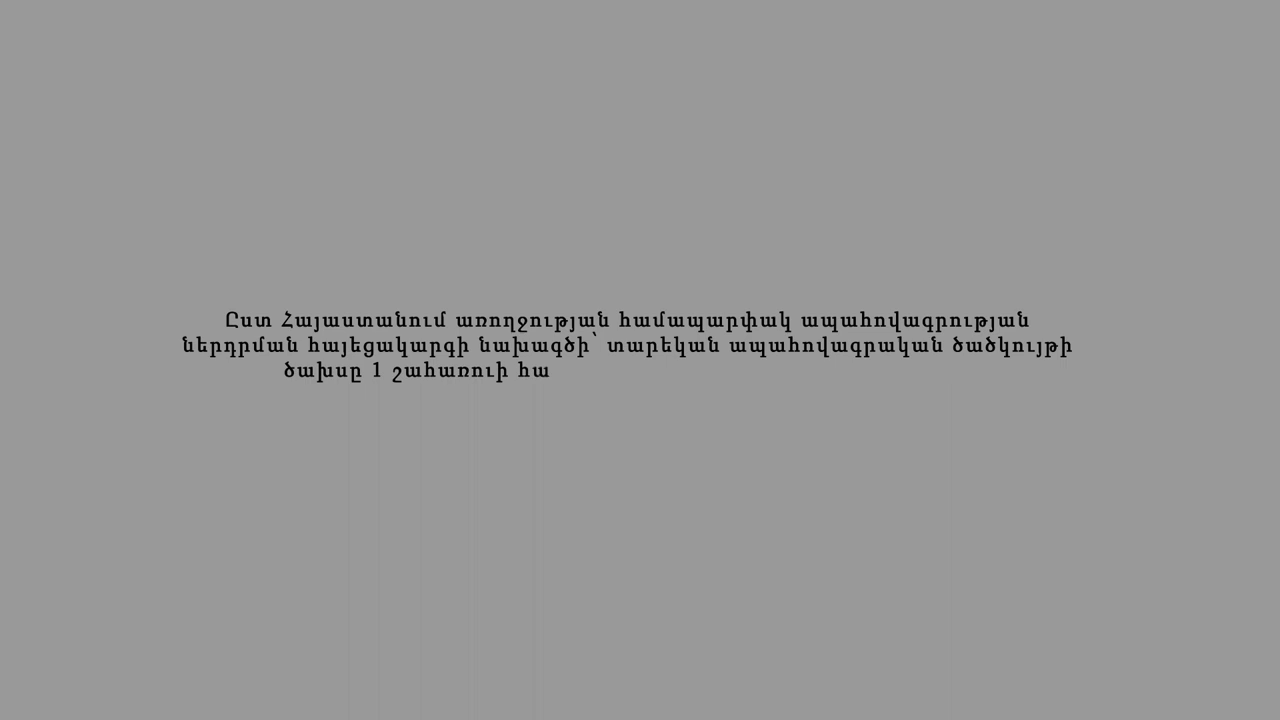 Ըստ Հայաստանում առողջության համապարփակ ապահովագրության
ներդրման հայեցակարգի նախագծի՝ տարեկան ապահովագրական ծածկույթի
ծախսը 1 շահառուի հա